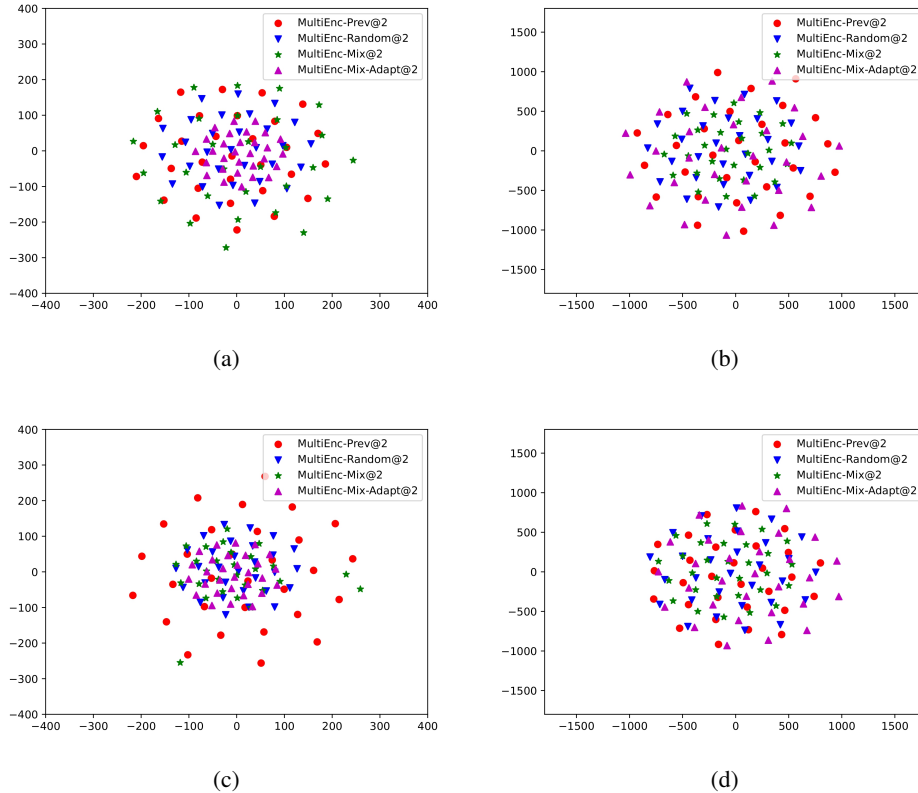 400
300
200
100
0
−100
−200
−300
−400
−400 −300 −200 −100 0 100 200 300 400
MultiEnc-Prev@2
MultiEnc-Random@2
MultiEnc-Mix@2
MultiEnc-Mix-Adapt@2
(a)
1500
1000
500
0
−500
−1000
−1500
−1500 −1000 −500 0 500 1000 1500
MultiEnc-Prev@2
MultiEnc-Random@2
MultiEnc-Mix@2
MultiEnc-Mix-Adapt@2
(b)
400
300
200
100
0
−100
−200
−300
−400
−400 −300 −200 −100 0 100 200 300 400
MultiEnc-Prev@2
MultiEnc-Random@2
MultiEnc-Mix@2
MultiEnc-Mix-Adapt@2
(c)
1500
1000
500
0
−500
−1000
−1500
−1500 −1000 −500 0 500 1000 1500
MultiEnc-Prev@2
MultiEnc-Random@2
MultiEnc-Mix@2
MultiEnc-Mix-Adapt@2
(d)